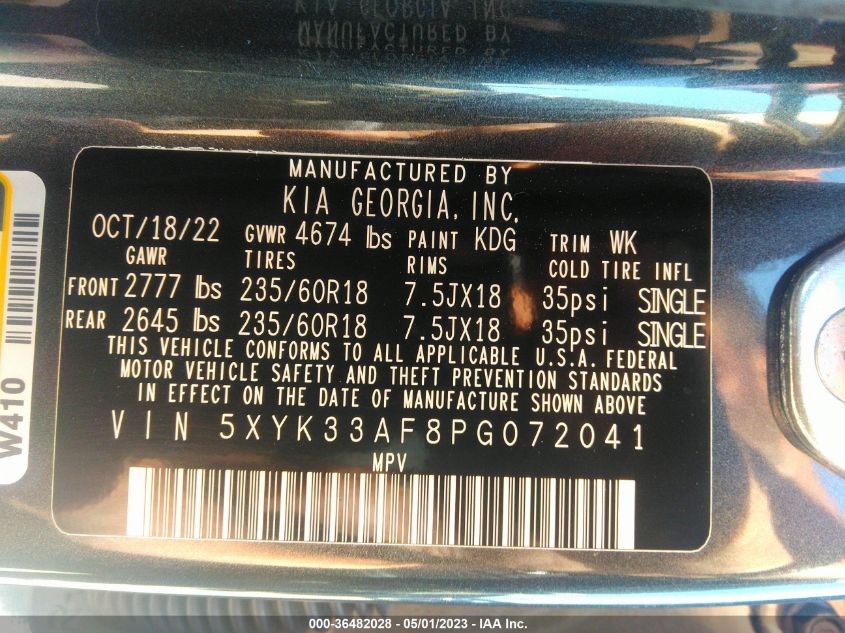 MANUFACTURED BY
KIA GEORGIA, INC.
OCT/18/22 GVWR 4674 lbs PAINT KDG TRIM WK
GAWR TIRES RIMS COLD TIRE INFL
FRONT 2777 lbs 235/60R18 7.5JX18 35psi SINGLE
REAR 2645 lbs 235/60R18 7.5JX18 35psi SINGLE
THIS VEHICLE CONFORMS TO ALL APPLICABLE U.S.A. FEDERAL
MOTOR VEHICLE SAFETY AND THEFT PREVENTION STANDARDS
IN EFFECT ON THE DATE OF MANUFACTURE SHOWN ABOVE
VIN 5XYK33AF8PG072041
MPV
W410
000-36482028 - 05/01/2023 - IAA Inc.